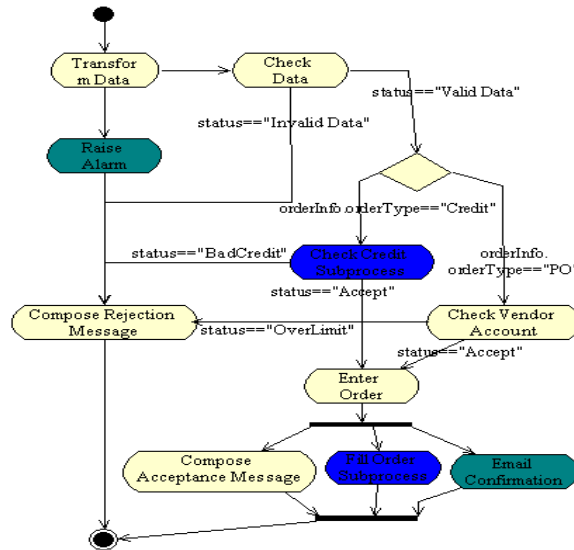 Transfor
m Data
Check
Data
status=="Valid Data"
status=="Invalid Data"
Raise
Alarm
orderInfo.orderType=="Credit"
status=="BadCredit"
Check Credit
Subprocess
orderInfo.
orderType=="PO"
status=="Accept"
Compose Rejection
Message
status=="OverLimit"
Check Vendor
Account
status=="Accept"
Enter
Order
Compose
Acceptance Message
Fill Order
Subprocess
Email
Confirmation